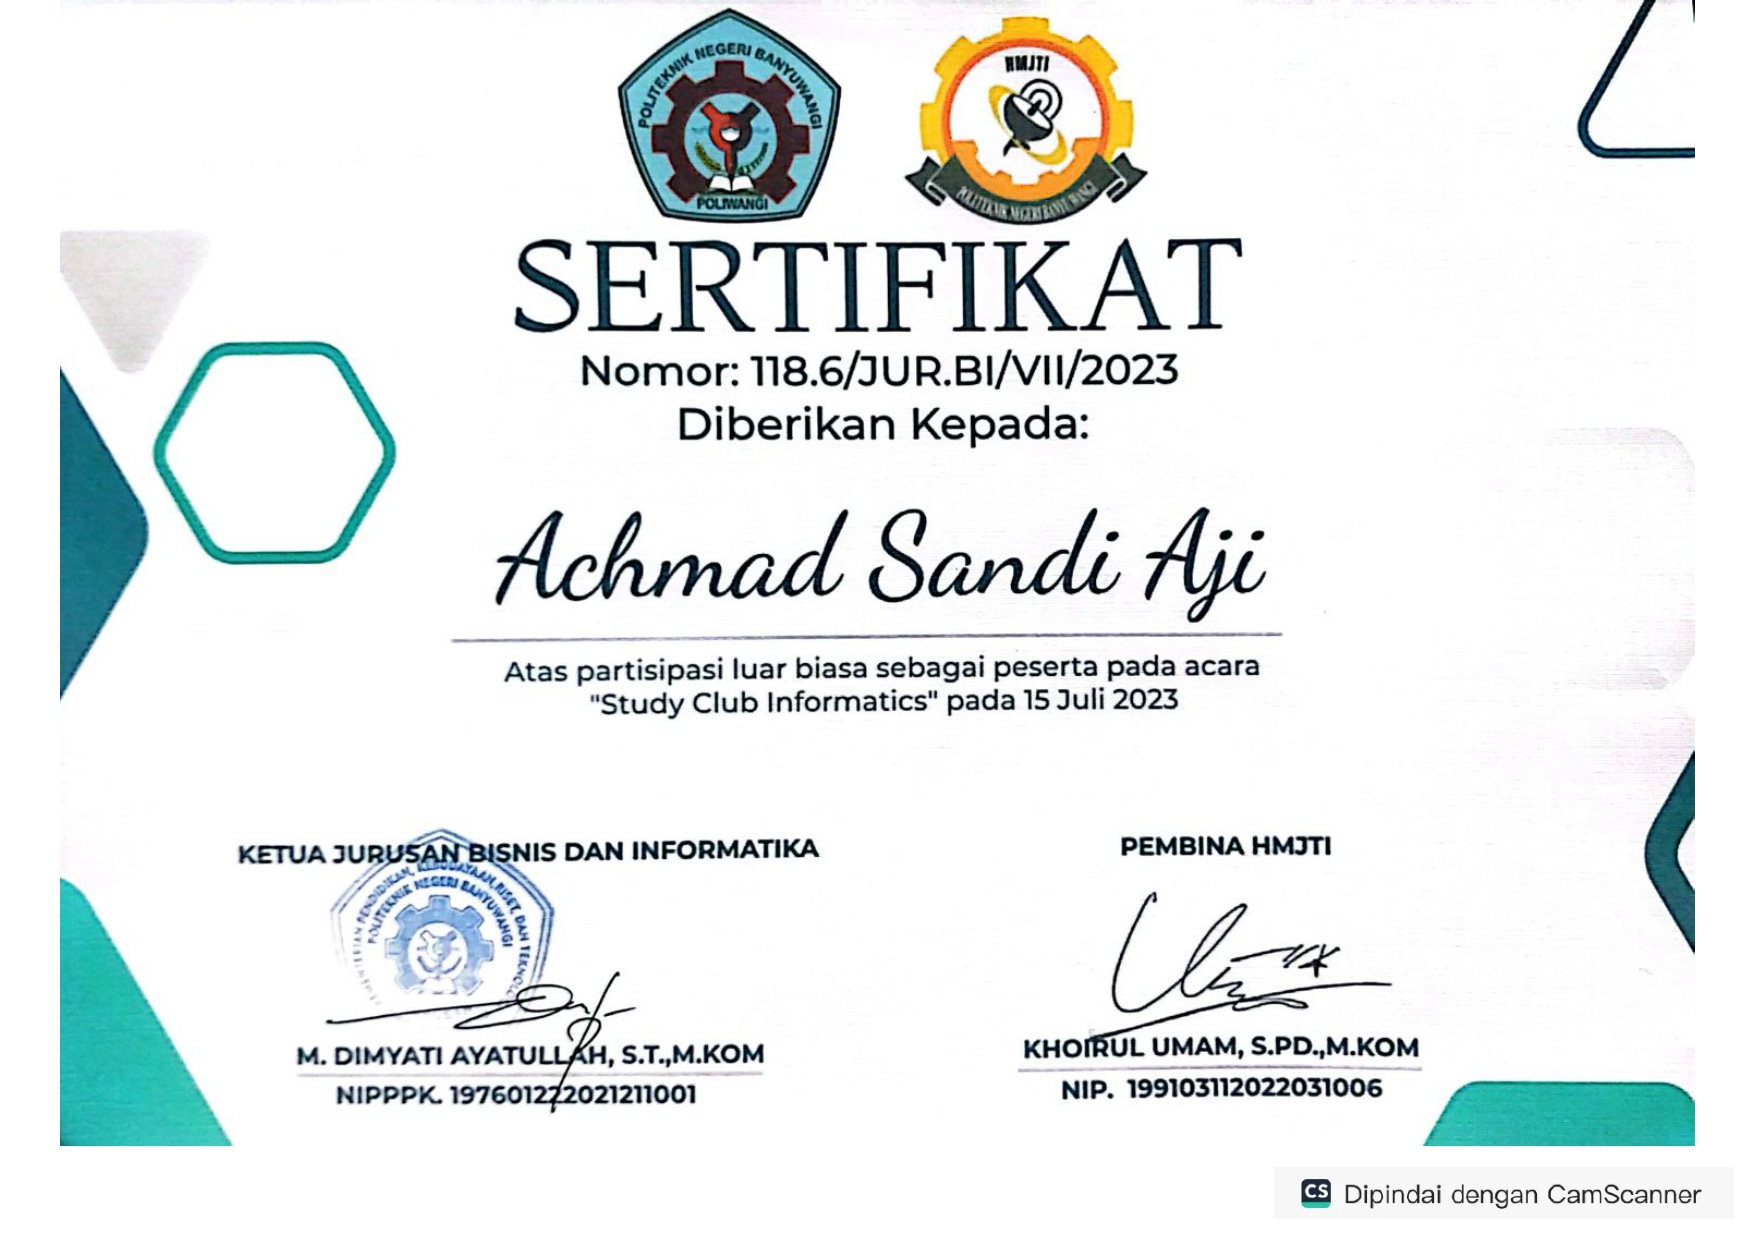 POLITEKNIK NEGERI BANYUWANGI
POLIWANGI
HMJTI
POLITEKNIK NEGERI BANYUWANGI
SERTIFIKAT
Nomor: 118.6/JUR.BI/VII/2023
Diberikan Kepada:
Achmad Sandi Aji
Atas partisipasi luar biasa sebagai peserta pada acara
"Study Club Informatics" pada 15 Juli 2023
KETUA JURUSAN BISNIS DAN INFORMATIKA
PEMBINA HMJTI
PENDIDIKAN, KEBUDAYAAN, RISET, DAN
POLITEKNIK NEGERI BANYUWANGI
M. DIMYATI AYATULLAH, S.T.,M.KOM
NIPPPK. 197601222021211001
KHOIRUL UMAM, S.PD.,M.KOM
NIP. 199103112022031006
CS Dipindai dengan CamScanner